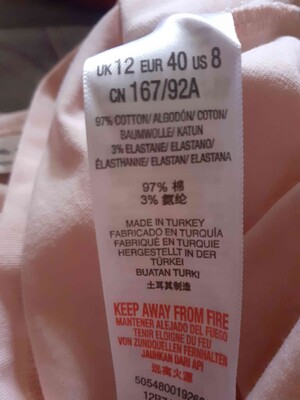 UK 12 EUR 40 US 8
CN 167/92A
97% COTTON/ ALGODÓN/ COTON/
BAUMWOLLE/ KATUN
3% ELASTANE/ ELASTANO/
ÉLASTHANNE/ ELASTAN/ ELASTANA
97% 棉
3% 氨纶
MADE IN TURKEY
FABRICADO EN TURQUÍA
FABRIQUÉ EN TURQUIE
HERGESTELLT IN DER
TÜRKEI
BUATAN TURKI
土耳其制造
KEEP AWAY FROM FIRE
MANTENER ALEJADO DEL FUEGO
TENIR ÉLOIGNÉ DU FEU
VON ZUNDQUELLEN FERNHALTEN
JAUHKAN DARI API
远离火源